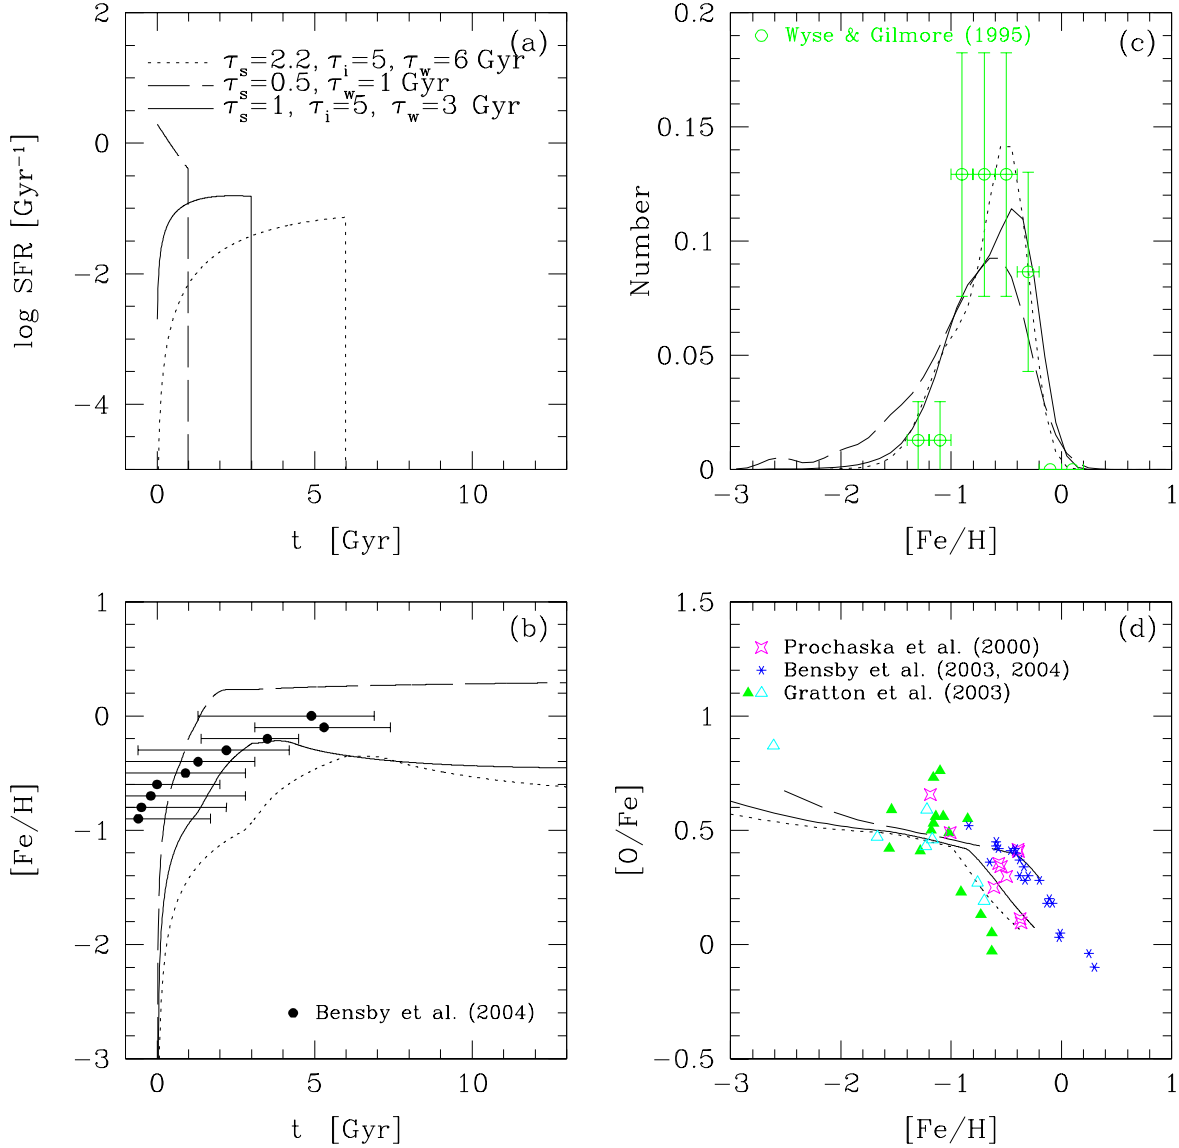 (a)
τs=2.2, τi=5, τw=6 Gyr
τs=0.5, τw=1 Gyr
τs=1, τi=5, τw=3 Gyr
log SFR [Gyr⁻¹]
2
0
−2
−4
0
5
10
t [Gyr]
(c)
Wyse & Gilmore (1995)
Number
0.2
0.15
0.1
0.05
0
−3
−2
−1
0
1
[Fe/H]
(b)
[Fe/H]
1
0
−1
−2
−3
Bensby et al. (2004)
0
5
10
t [Gyr]
(d)
Prochaska et al. (2000)
Bensby et al. (2003, 2004)
Gratton et al. (2003)
[O/Fe]
1.5
1
0.5
0
−0.5
−3
−2
−1
0
1
[Fe/H]